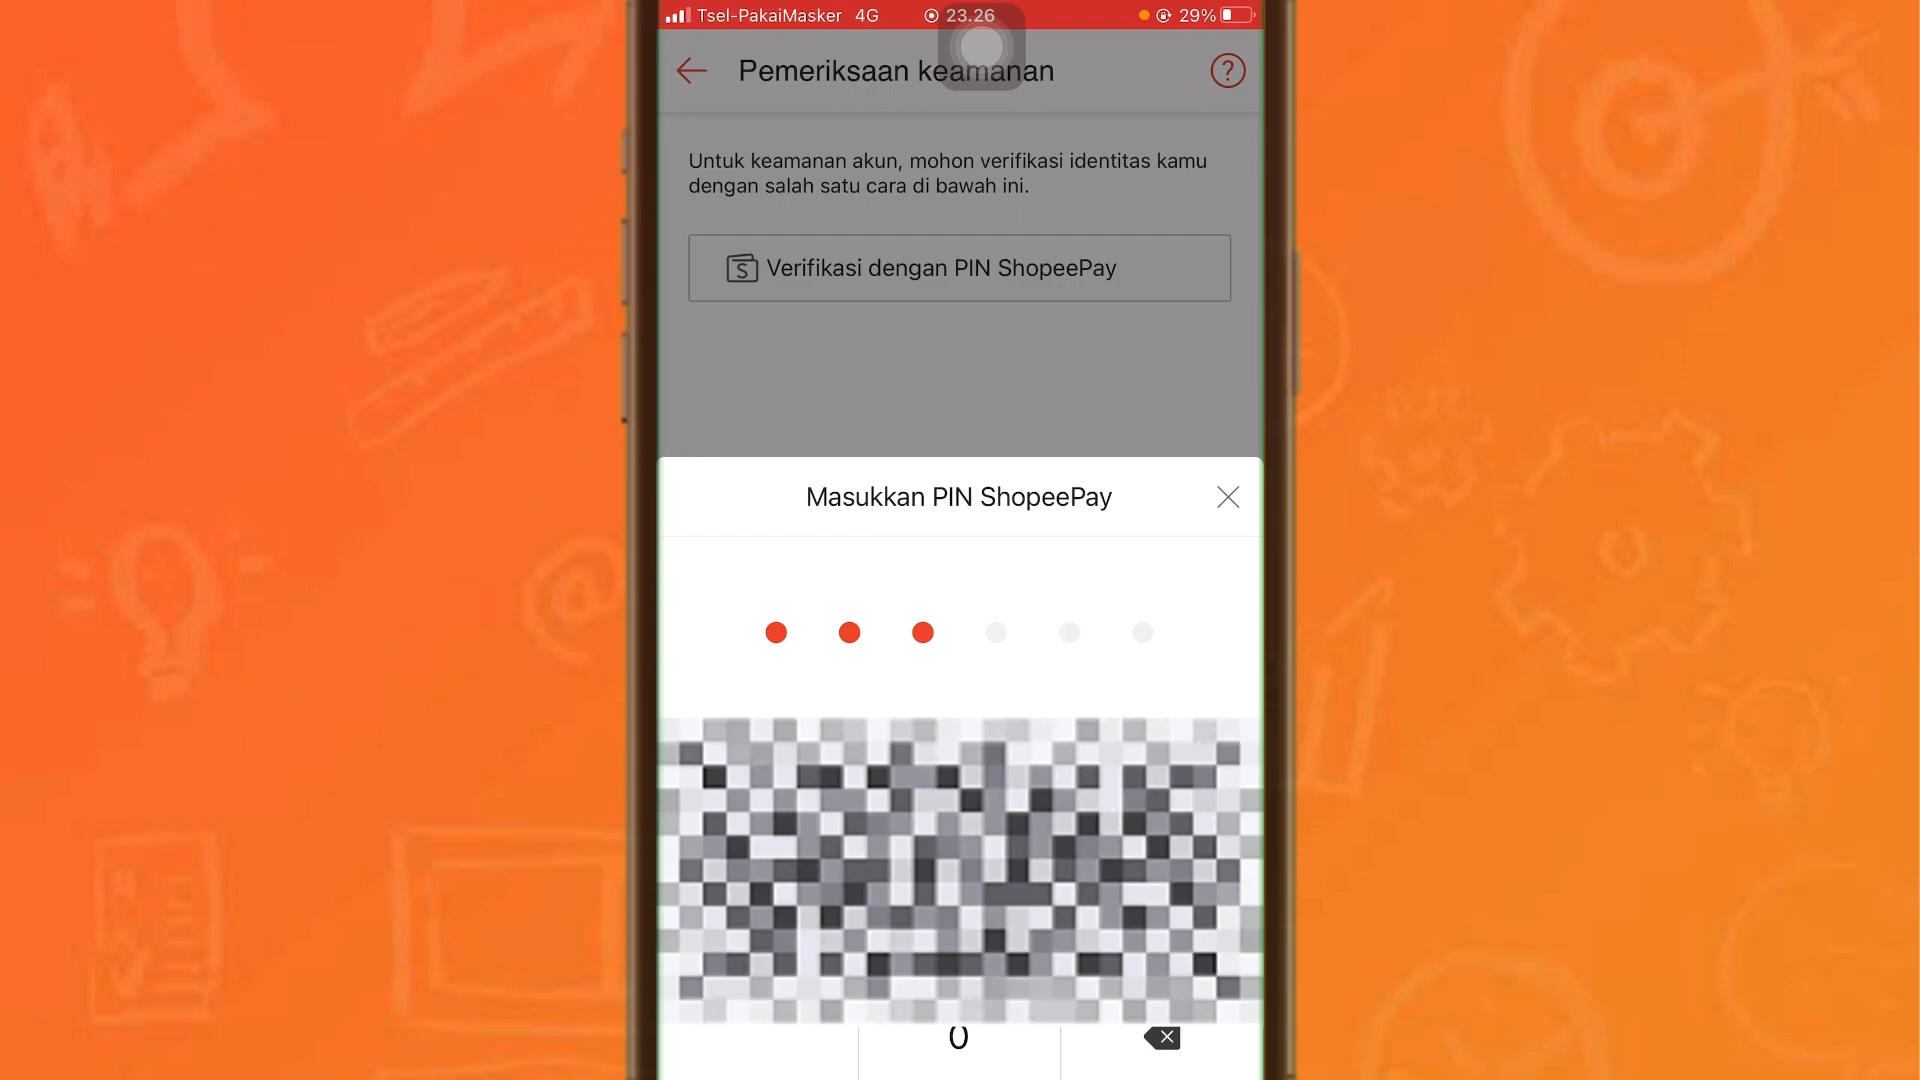 Tsel-PakaiMasker 4G 23.26 29%
Pemeriksaan keamanan ?
Untuk keamanan akun, mohon verifikasi identitas kamu
dengan salah satu cara di bawah ini.
S Verifikasi dengan PIN ShopeePay
Masukkan PIN ShopeePay
0